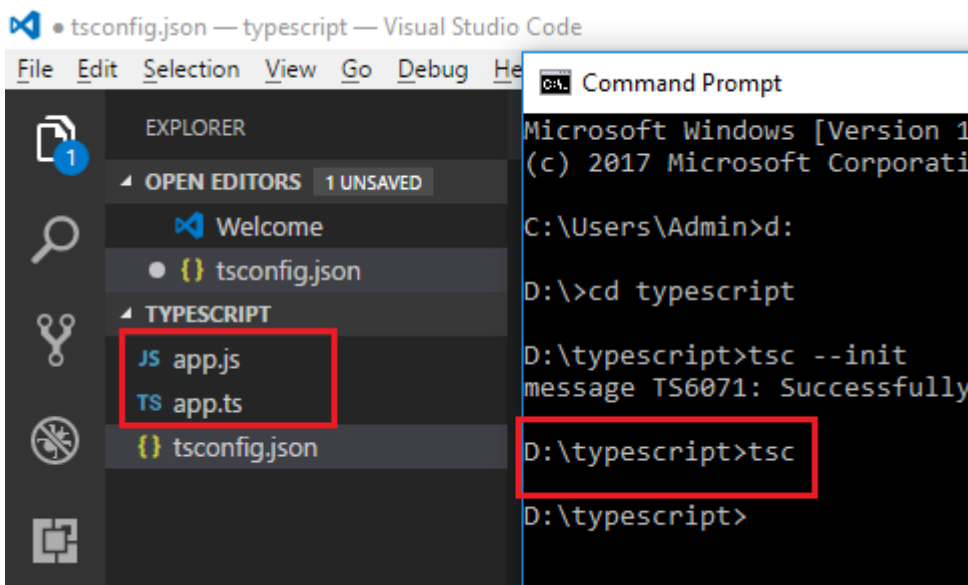 ● tsconfig.json — typescript — Visual Studio Code
File Edit Selection View Go Debug He
EXPLORER
1
OPEN EDITORS 1 UNSAVED
Welcome
{} tsconfig.json
TYPESCRIPT
JS app.js
TS app.ts
{} tsconfig.json
C:\. Command Prompt
Microsoft Windows [Version 1
(c) 2017 Microsoft Corporati
C:\Users\Admin>d:
D:\>cd typescript
D:\typescript>tsc --init
message TS6071: Successfully
D:\typescript>tsc
D:\typescript>